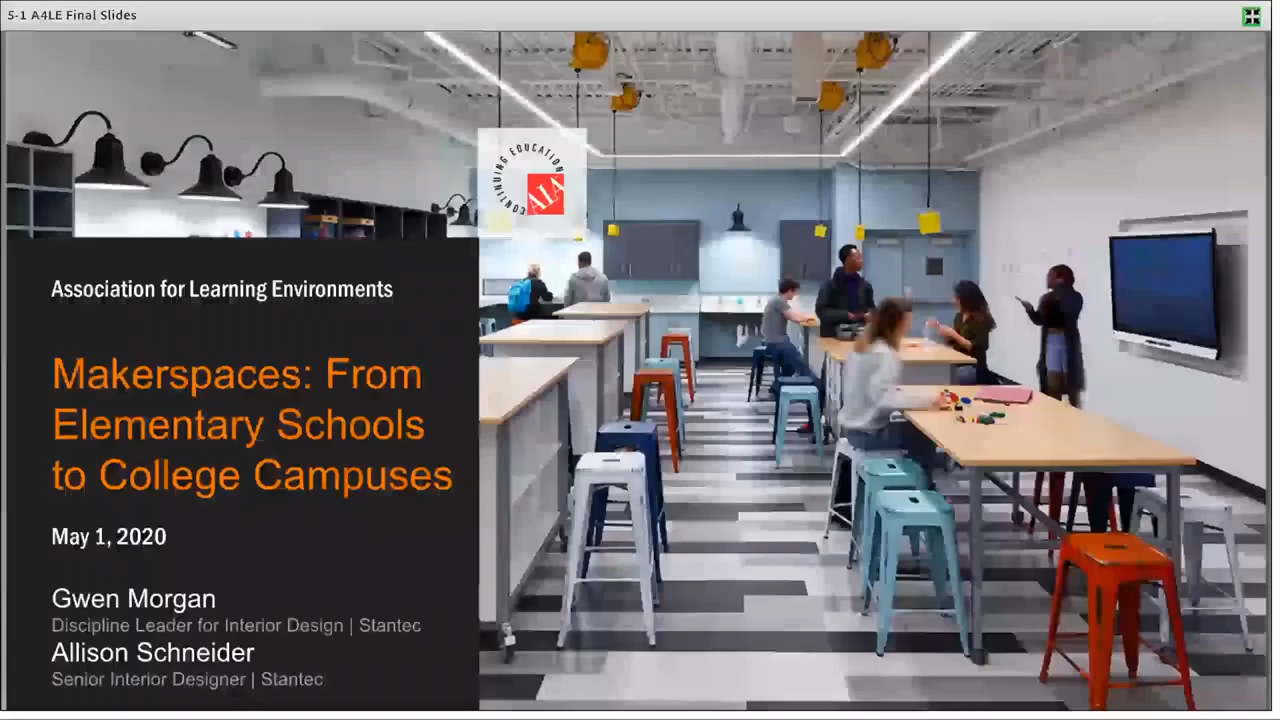 5-1 A4LE Final Slides
CONTINUING EDUCATION
AIA
Association for Learning Environments
Makerspaces: From
Elementary Schools
to College Campuses
May 1, 2020
Gwen Morgan
Discipline Leader for Interior Design | Stantec
Allison Schneider
Senior Interior Designer | Stantec